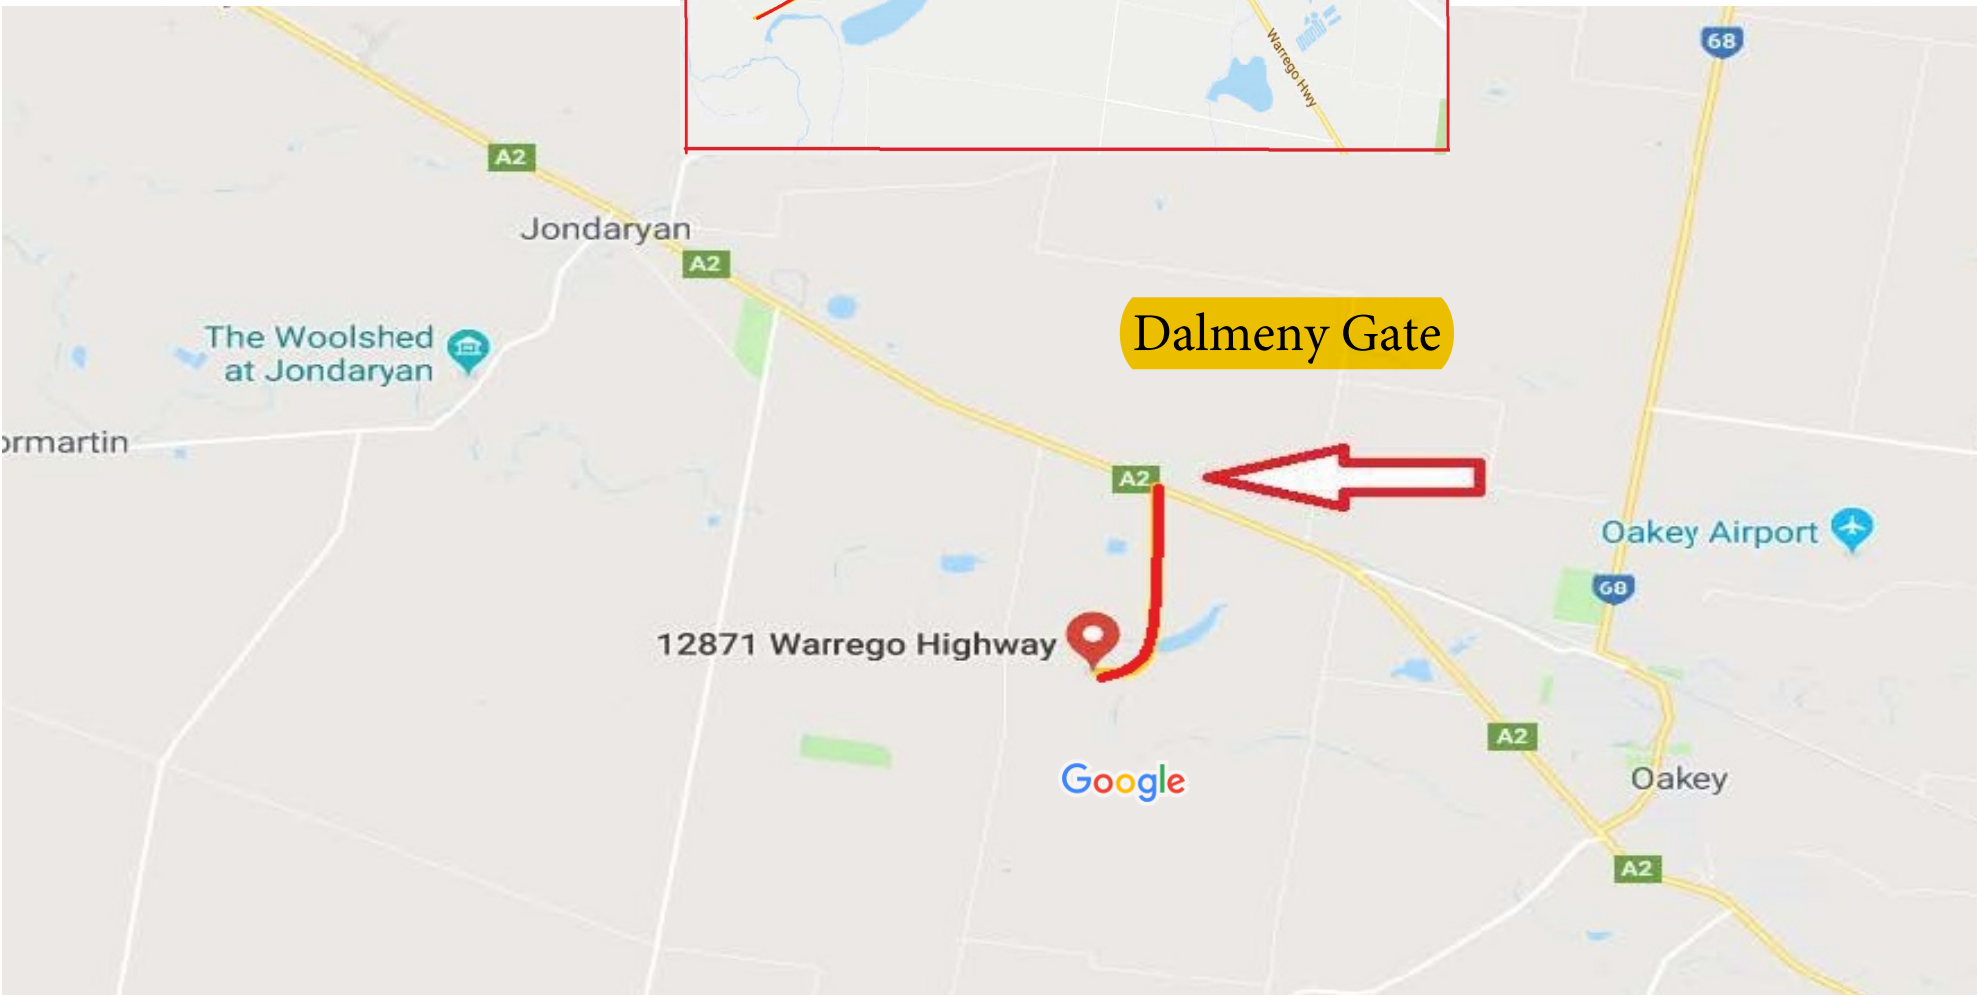 Warrego Hwy
68
A2
Jondaryan
A2
The Woolshed
at Jondaryan
Dalmeny Gate
ormartin
A2
Oakey Airport
68
12871 Warrego Highway
A2
Google
Oakey
A2